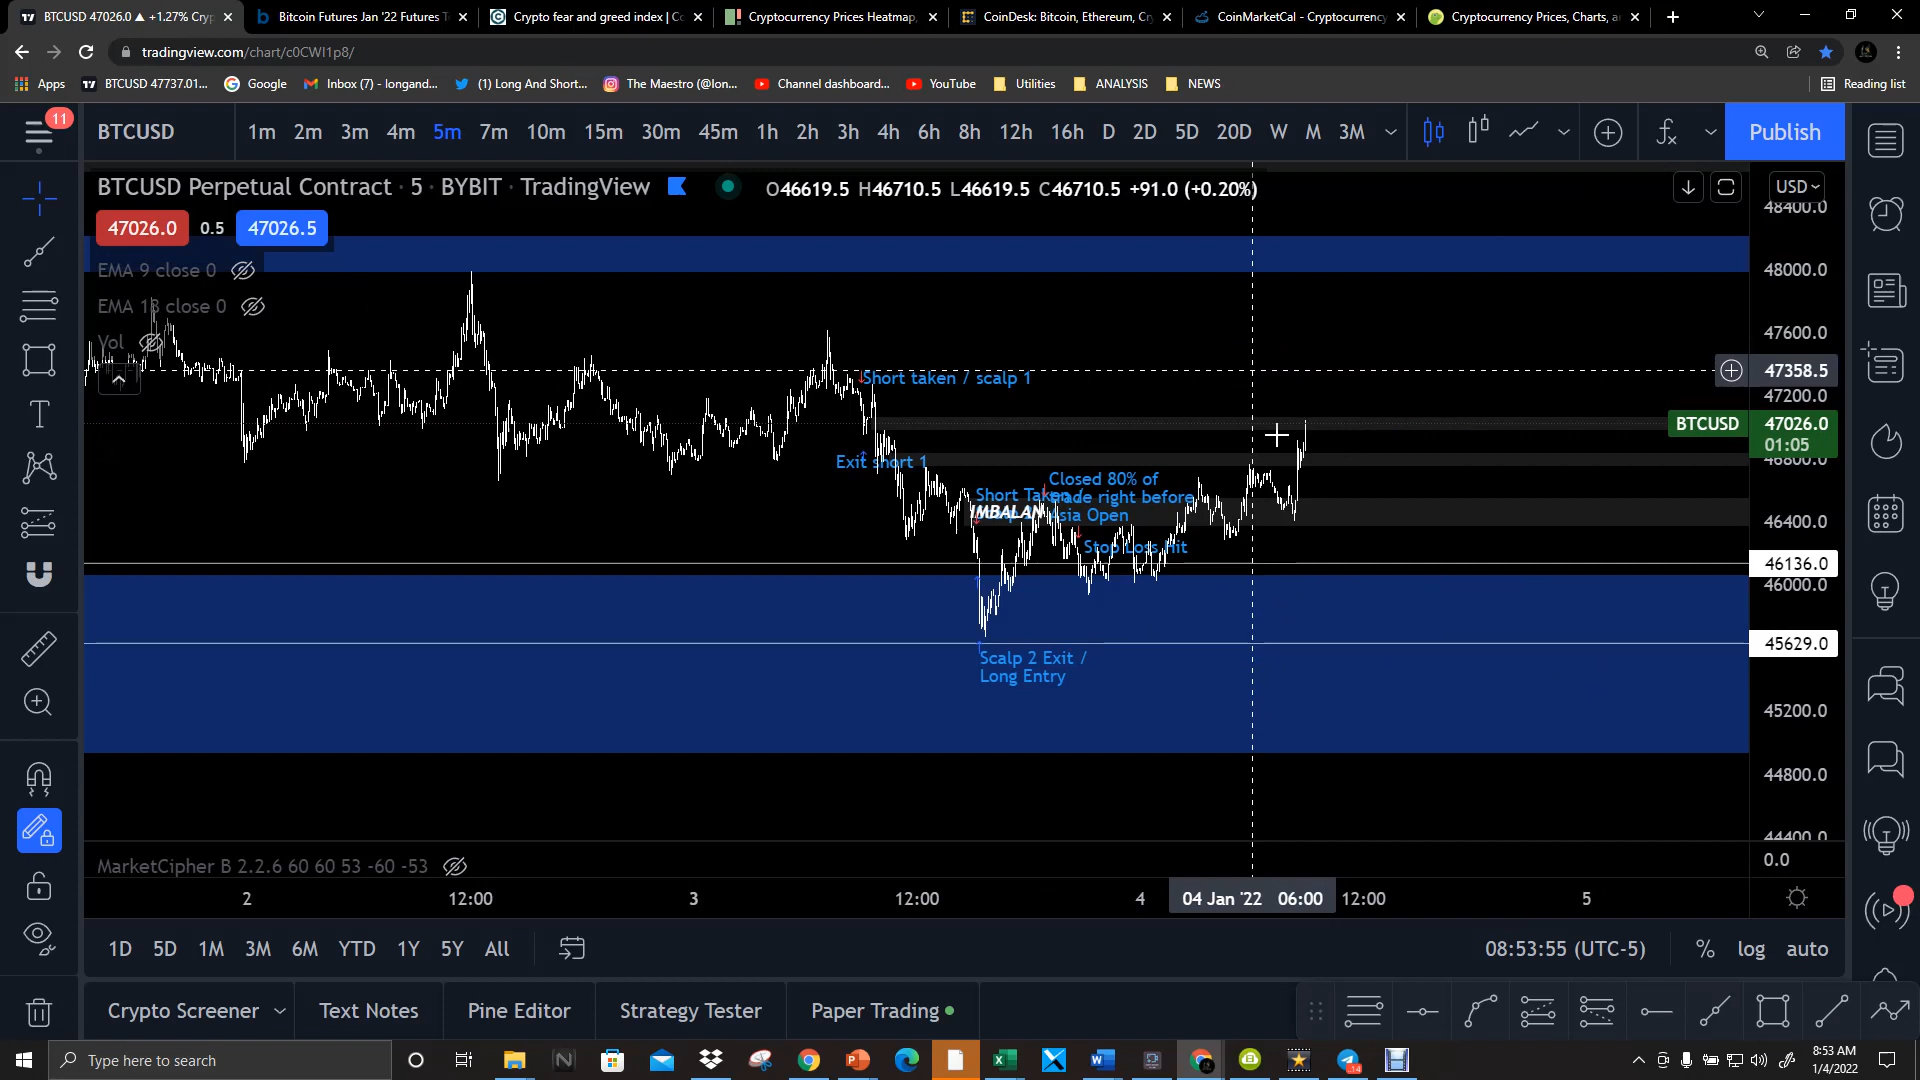 BTCUSD 47026.0 ▲ +1.27% Cryp
Bitcoin Futures Jan '22 Futures T
Crypto fear and greed index | C
Cryptocurrency Prices Heatmap,
CoinDesk: Bitcoin, Ethereum, Cr
CoinMarketCal - Cryptocurrency
Cryptocurrency Prices, Charts, a
tradingview.com/chart/c0CWI1p8/
Apps
BTCUSD 47737.01...
Google
Inbox (7) - longand...
(1) Long And Short...
The Maestro (@lon...
Channel dashboard...
YouTube
Utilities
ANALYSIS
NEWS
Reading list
11
BTCUSD
1m 2m 3m 4m 5m 7m 10m 15m 30m 45m 1h 2h 3h 4h 6h 8h 12h 16h D 2D 5D 20D W M 3M
Publish
BTCUSD Perpetual Contract · 5 · BYBIT · TradingView
O46619.5 H46710.5 L46619.5 C46710.5 +91.0 (+0.20%)
USD
47026.0 0.5 47026.5
EMA 9 close 0
EMA 18 close 0
Vol
48400.0
48000.0
47600.0
47358.5
47200.0
BTCUSD 47026.0
01:05
46800.0
46400.0
46136.0
46000.0
45629.0
45200.0
44800.0
44400.0
0.0
Short taken / scalp 1
Exit short 1
Closed 80% of
trade right before
Asia Open
Short Taken /
IMBALAN
Stop Loss Hit
Scalp 2 Exit /
Long Entry
MarketCipher B 2.2.6 60 60 53 -60 -53
2 12:00 3 12:00 4 04 Jan '22 06:00 12:00 5
1D 5D 1M 3M 6M YTD 1Y 5Y All
08:53:55 (UTC-5)
% log auto
Crypto Screener
Text Notes
Pine Editor
Strategy Tester
Paper Trading
Type here to search
14
8:53 AM
1/4/2022